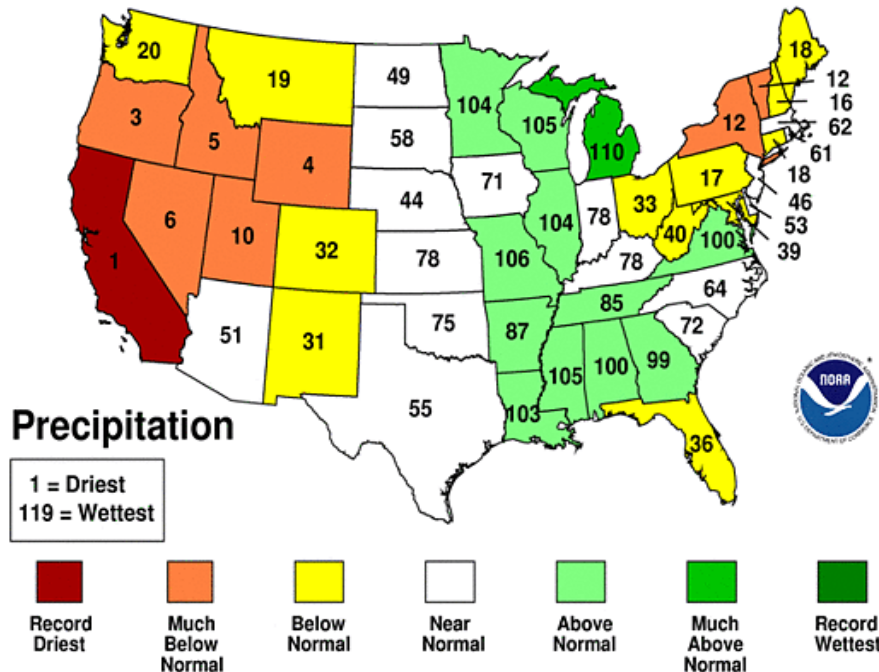 20
19
49
104
105
110
18
12
16
62
61
18
46
53
39
3
5
4
58
71
104
78
33
17
12
6
10
32
44
106
78
40
100
1
78
85
64
51
31
75
87
72
55
103
105
100
99
36
Precipitation
1 = Driest
119 = Wettest
NOAA
Record
Driest
Much
Below
Normal
Below
Normal
Near
Normal
Above
Normal
Much
Above
Normal
Record
Wettest